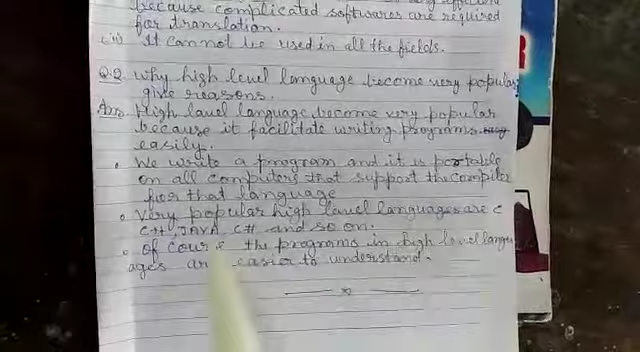 because complicated softwares are required
for translation.
(iii) It can not be used in all the fields.
Q.2. Why high level language become very popular
give reasons.
Ans. High lavel language become very popular
because it facilitate writing programs
easily.
• We write a program and it is portable
on all computers that support the compiler
for that language
• Very popular high level languages are C
C++, JAVA, C# and so on.
• Of course the programs in high level langu-
ages are easier to understand.